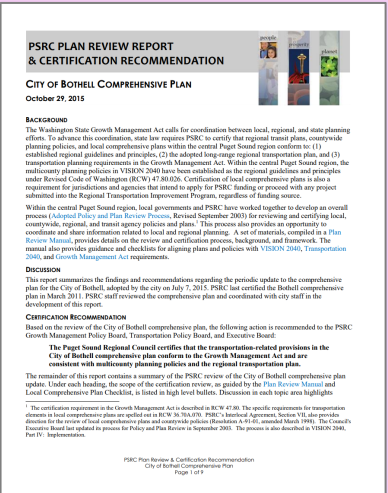 people
prosperity
planet
PSRC PLAN REVIEW REPORT
& CERTIFICATION RECOMMENDATION
CITY OF BOTHELL COMPREHENSIVE PLAN
October 29, 2015
BACKGROUND
The Washington State Growth Management Act calls for coordination between local, regional, and state planning
efforts. To advance this coordination, state law requires PSRC to certify that regional transit plans, countywide
planning policies, and local comprehensive plans within the central Puget Sound region conform to: (1)
established regional guidelines and principles, (2) the adopted long-range regional transportation plan, and (3)
transportation planning requirements in the Growth Management Act. Within the central Puget Sound region, the
multicounty planning policies in VISION 2040 have been established as the regional guidelines and principles
under Revised Code of Washington (RCW) 47.80.026. Certification of local comprehensive plans is also a
requirement for jurisdictions and agencies that intend to apply for PSRC funding or proceed with any project
submitted into the Regional Transportation Improvement Program, regardless of funding source.
Within the central Puget Sound region, local governments and PSRC have worked together to develop an overall
process (Adopted Policy and Plan Review Process, Revised September 2003) for reviewing and certifying local,
countywide, regional, and transit agency policies and plans.¹ This process also provides an opportunity to
coordinate and share information related to local and regional planning. A set of materials, compiled in a Plan
Review Manual, provides details on the review and certification process, background, and framework. The
manual also provides guidance and checklists for aligning plans and policies with VISION 2040, Transportation
2040, and Growth Management Act requirements.
DISCUSSION
This report summarizes the findings and recommendations regarding the periodic update to the comprehensive
plan for the City of Bothell, adopted by the city on July 7, 2015. PSRC last certified the Bothell comprehensive
plan in March 2011. PSRC staff reviewed the comprehensive plan and coordinated with city staff in the
development of this report.
CERTIFICATION RECOMMENDATION
Based on the review of the City of Bothell comprehensive plan, the following action is recommended to the PSRC
Growth Management Policy Board, Transportation Policy Board, and Executive Board:
The Puget Sound Regional Council certifies that the transportation-related provisions in the
City of Bothell comprehensive plan conform to the Growth Management Act and are
consistent with multicounty planning policies and the regional transportation plan.
The remainder of this report contains a summary of the PSRC review of the City of Bothell comprehensive plan
update. Under each heading, the scope of the certification review, as guided by the Plan Review Manual and
Local Comprehensive Plan Checklist, is listed in high level bullets. Discussion in each topic area highlights
¹ The certification requirement in the Growth Management Act is described in RCW 47.80. The specific requirements for transportation
elements in local comprehensive plans are spelled out in RCW 36.70A.070. PSRC's Interlocal Agreement, Section VII, also provides
direction for the review of local comprehensive plans and countywide policies (Resolution A-91-01, amended March 1998). The Council's
Executive Board last updated its process for Policy and Plan Review in September 2003. The process is also described in VISION 2040,
Part IV: Implementation.
PSRC Plan Review & Certification Recommendation
City of Bothell Comprehensive Plan
Page 1 of 9